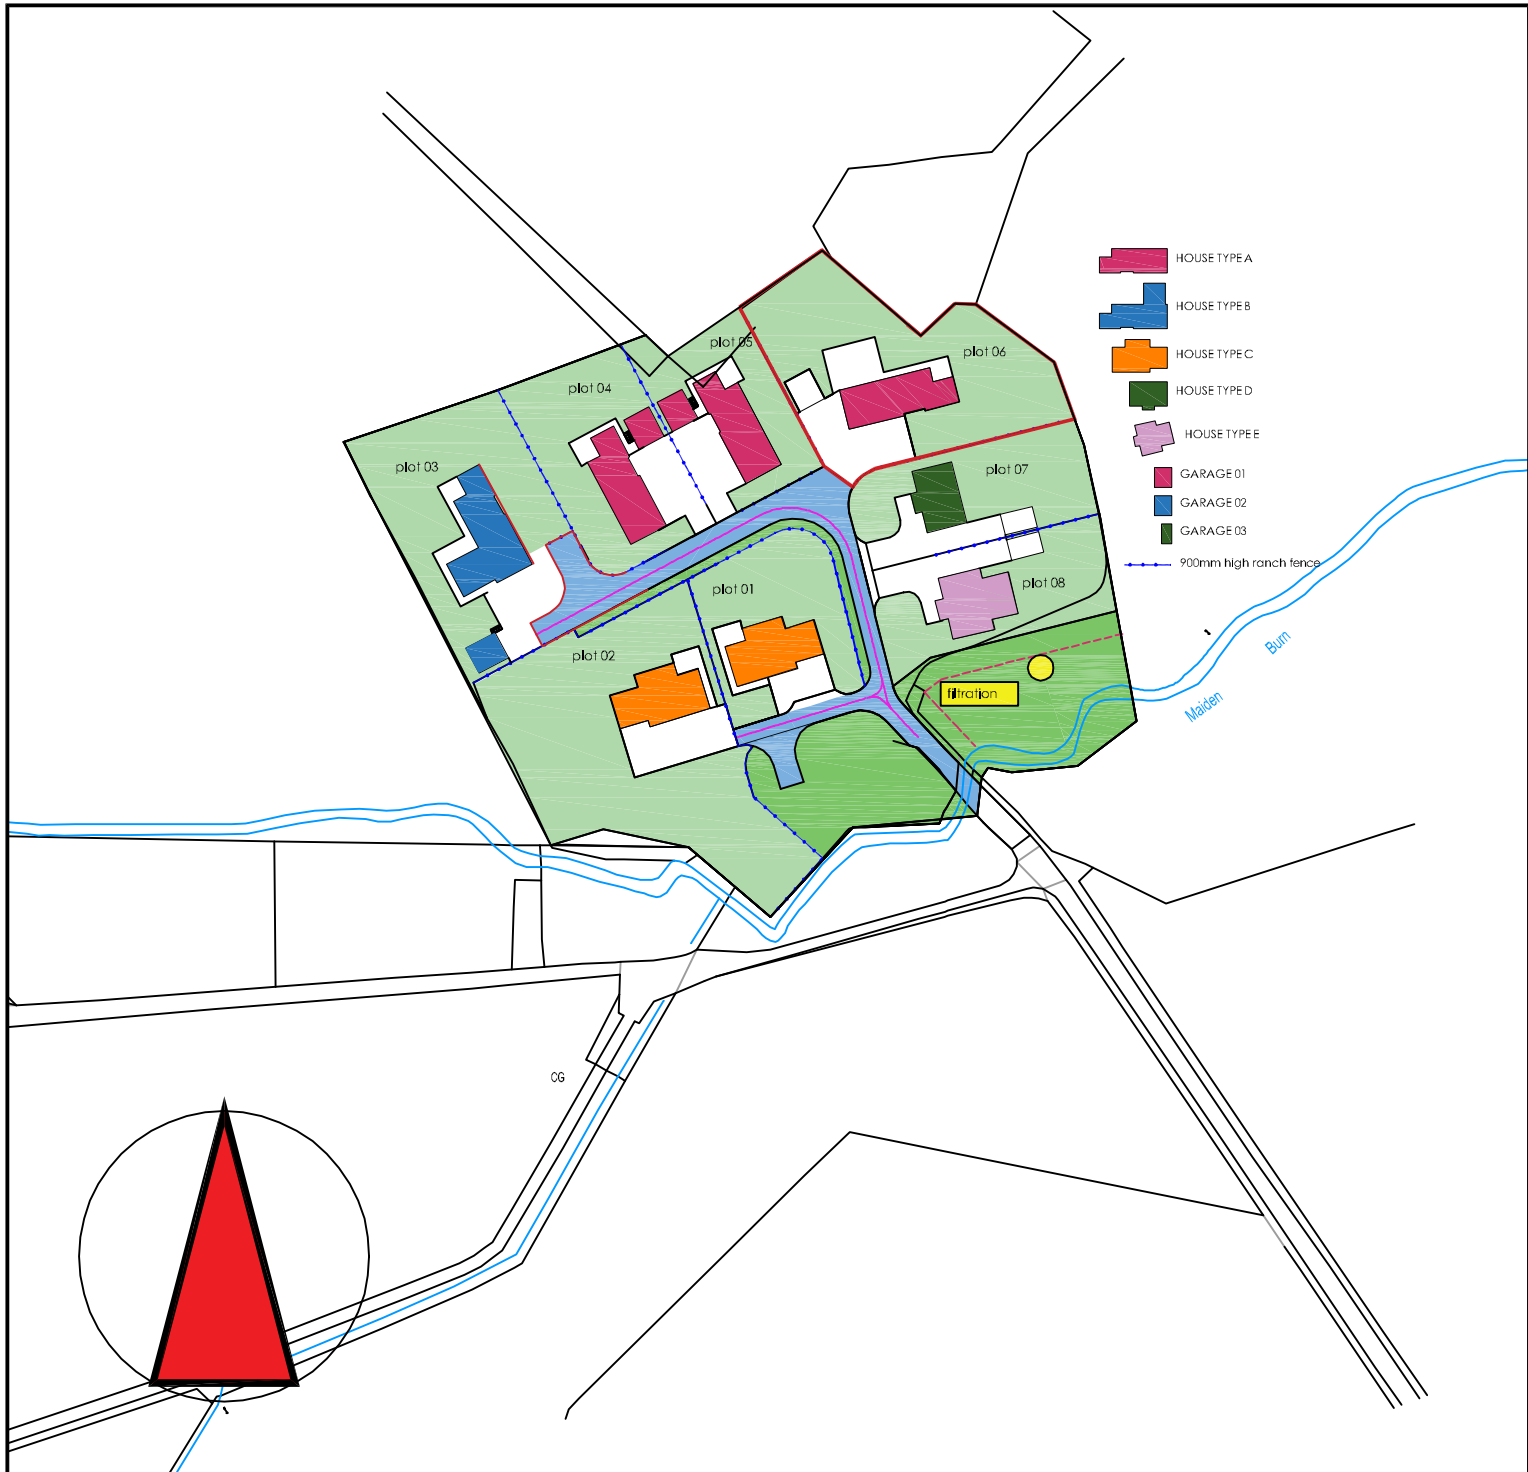 HOUSE TYPE A
HOUSE TYPE B
HOUSE TYPE C
HOUSE TYPE D
HOUSE TYPE E
GARAGE 01
GARAGE 02
GARAGE 03
900mm high ranch fence
plot 05
plot 06
plot 04
plot 03
plot 07
plot 08
plot 01
plot 02
filtration
Burn
Maiden
CG